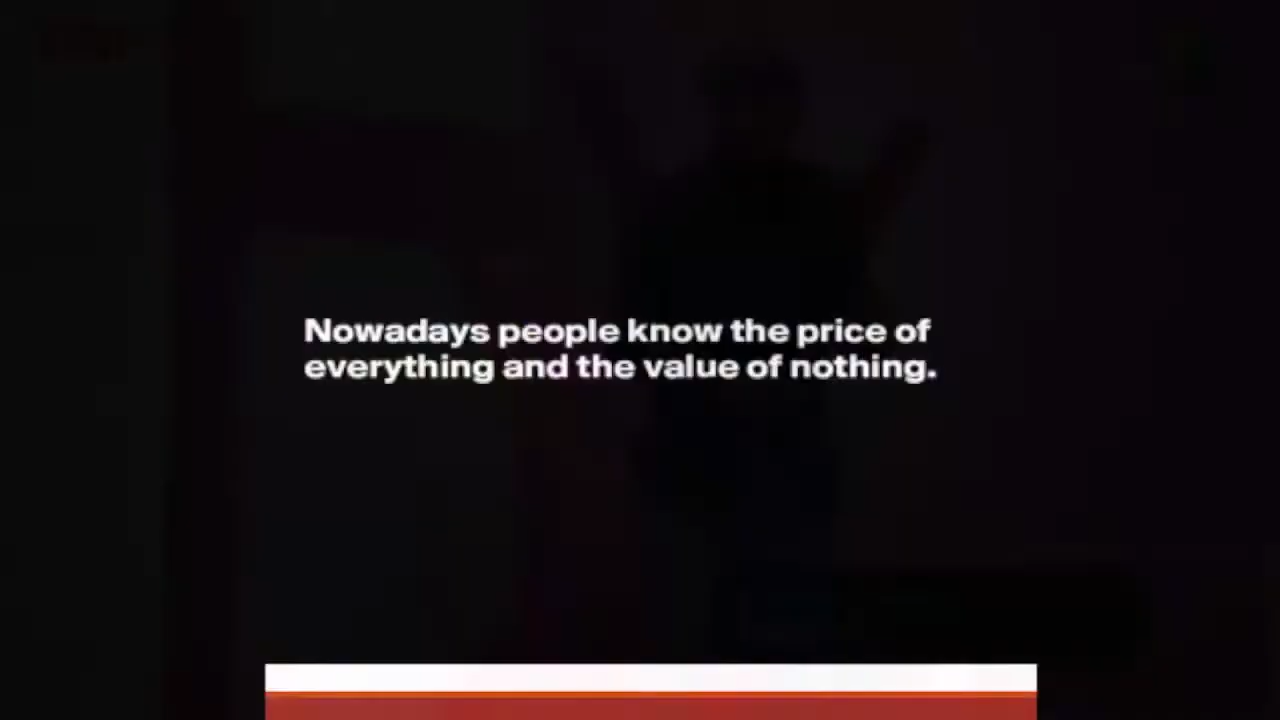 Nowadays people know the price of
everything and the value of nothing.